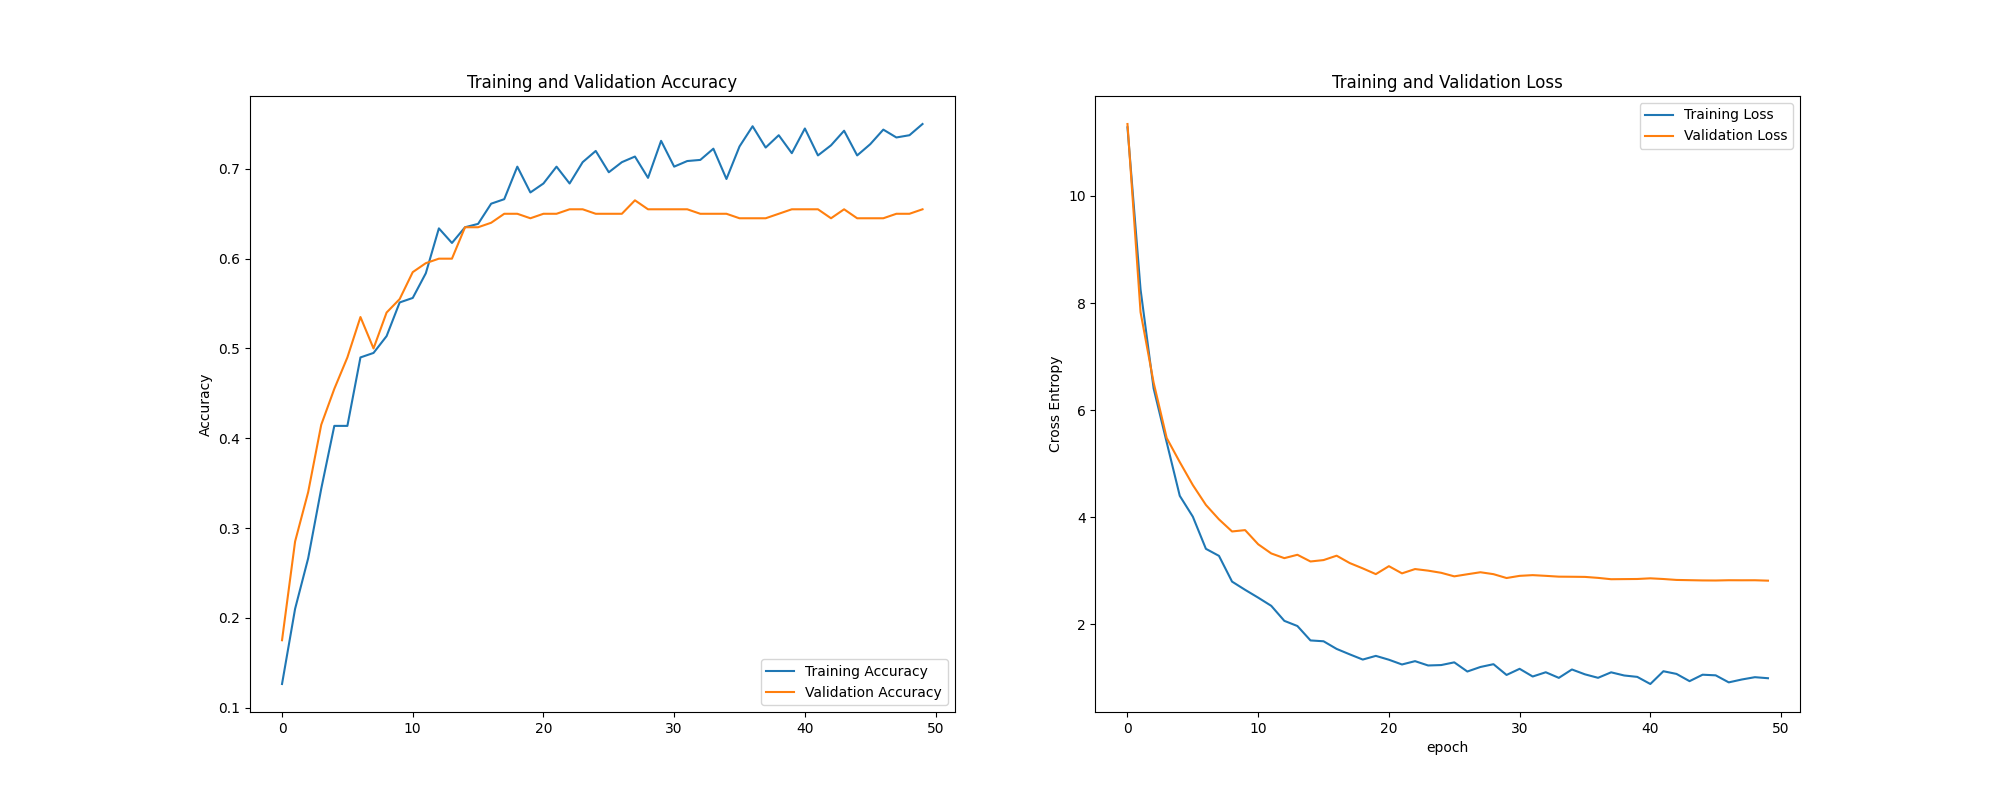 Training and Validation Accuracy
Accuracy
0.7
0.6
0.5
0.4
0.3
0.2
0.1
0 10 20 30 40 50
Training Accuracy
Validation Accuracy
Training and Validation Loss
Training Loss
Validation Loss
Cross Entropy
10
8
6
4
2
0 10 20 30 40 50
epoch